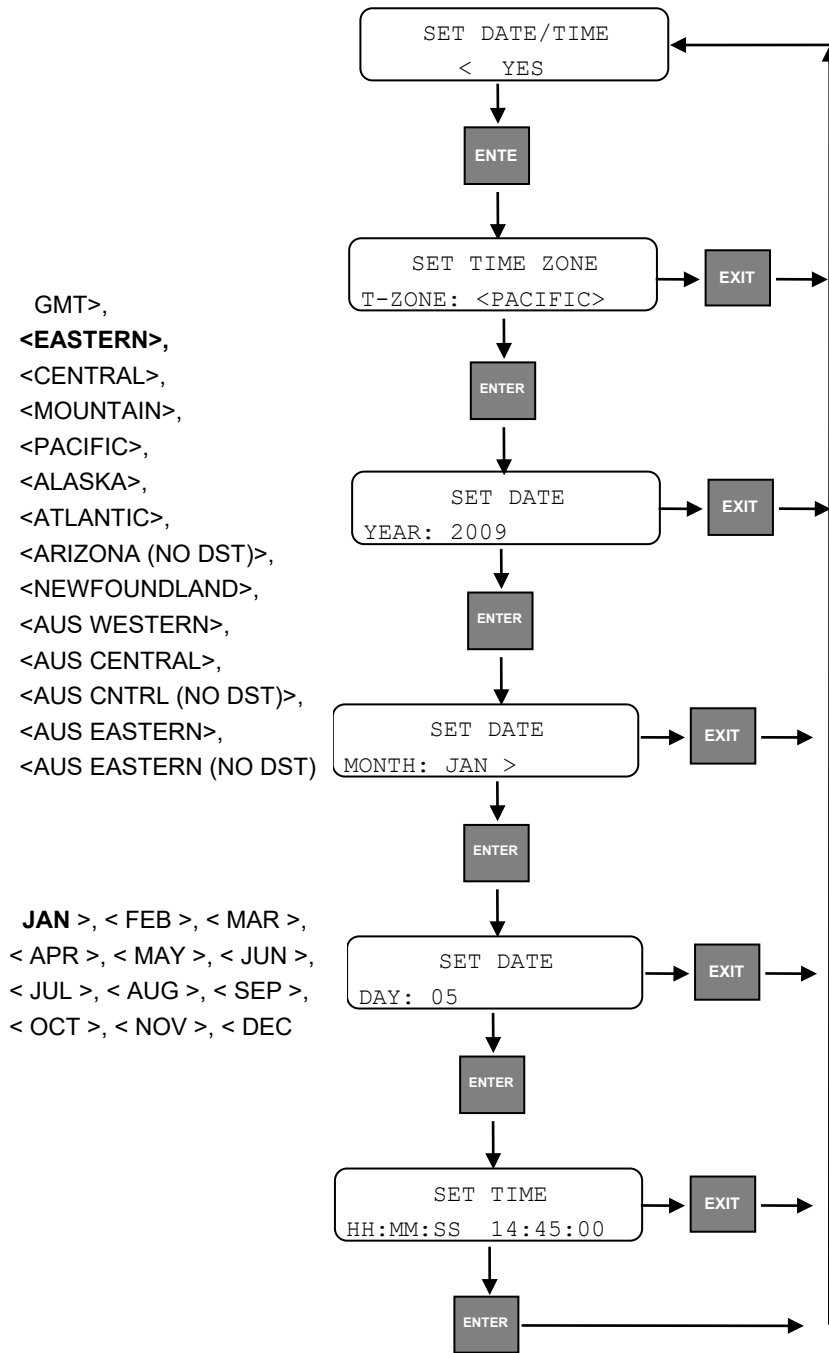 SET DATE/TIME
< YES
ENTE
SET TIME ZONE
T-ZONE: <PACIFIC>
EXIT
GMT>,
<EASTERN>,
<CENTRAL>,
<MOUNTAIN>,
<PACIFIC>,
<ALASKA>,
<ATLANTIC>,
<ARIZONA (NO DST)>,
<NEWFOUNDLAND>,
<AUS WESTERN>,
<AUS CENTRAL>,
<AUS CNTRL (NO DST)>,
<AUS EASTERN>,
<AUS EASTERN (NO DST)
ENTER
SET DATE
YEAR: 2009
EXIT
ENTER
SET DATE
MONTH: JAN >
EXIT
ENTER
JAN >, < FEB >, < MAR >,
< APR >, < MAY >, < JUN >,
< JUL >, < AUG >, < SEP >,
< OCT >, < NOV >, < DEC
SET DATE
DAY: 05
EXIT
ENTER
SET TIME
HH:MM:SS 14:45:00
EXIT
ENTER